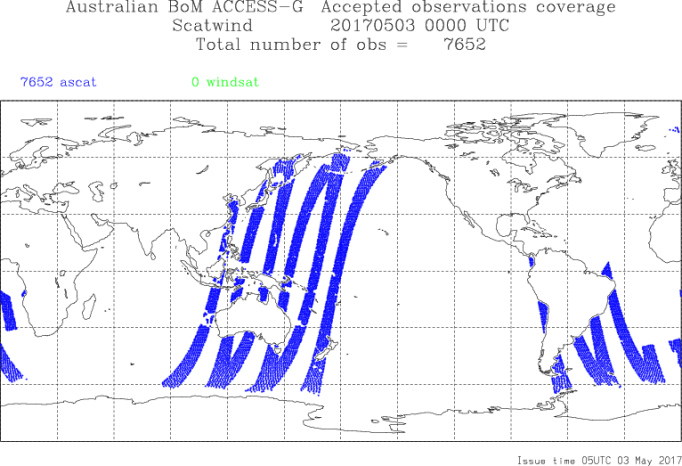 Australian BoM ACCESS-G Accepted observations coverage
Scatwind 20170503 0000 UTC
Total number of obs = 7652
7652 ascat 0 windsat
Issue time 05UTC 03 May 2017